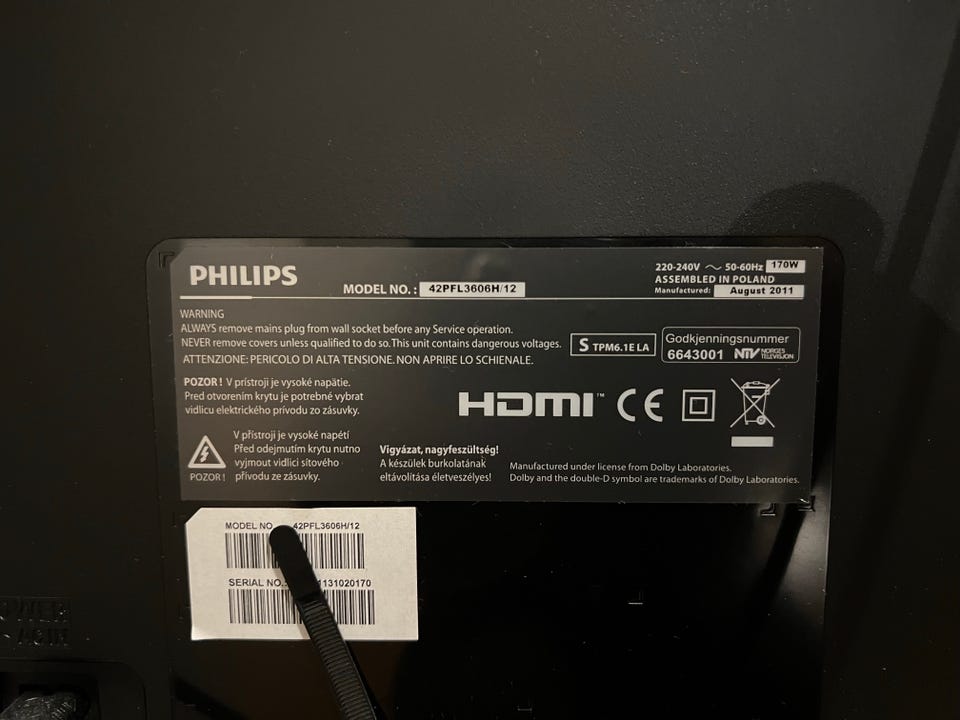 PHILIPS
MODEL NO. : 42PFL3606H/12
220-240V ~ 50-60Hz 170W
ASSEMBLED IN POLAND
Manufactured: August 2011
WARNING
ALWAYS remove mains plug from wall socket before any Service operation.
NEVER remove covers unless qualified to do so.This unit contains dangerous voltages.
ATTENZIONE: PERICOLO DI ALTA TENSIONE. NON APRIRE LO SCHIENALE.
S TPM6.1E LA
Godkjenningsnummer
6643001 NTV NORGES TELEVISJON
POZOR! V prístroji je vysoké napätie.
Pred otvorením krytu je potrebné vybrat
vidlicu elektrického prívodu zo zásuvky.
HDMI™
CE
V přístroji je vysoké napětí
Před odejmutím krytu nutno
vyjmout vidlici síťového
přívodu ze zásuvky.
POZOR!
Vigyázat, nagyfeszültség!
A készülek burkolatának
eltávolítása életveszélyes!
Manufactured under license from Dolby Laboratories.
Dolby and the double-D symbol are trademarks of Dolby Laboratories.
MODEL NO 42PFL3606H/12
SERIAL NO.: 1131020170
POWER
AC IN